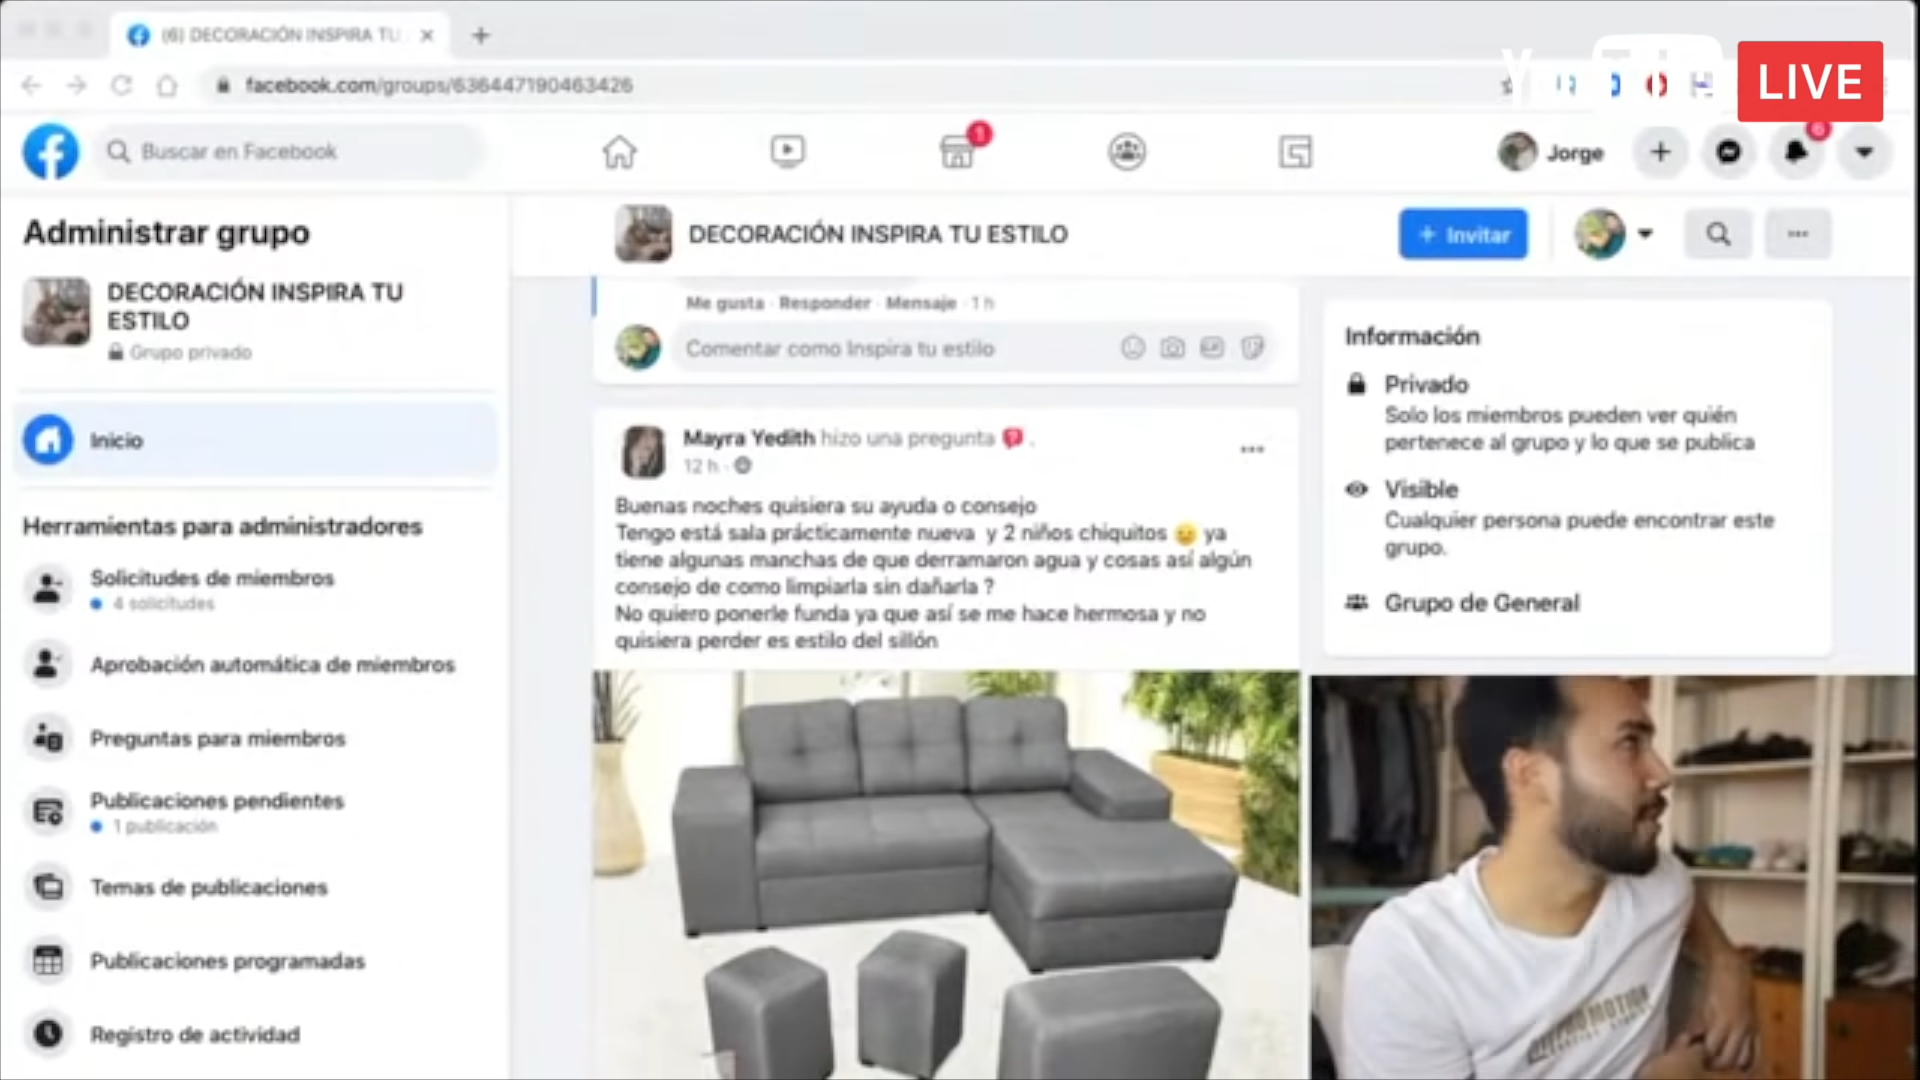 (6) DECORACIÓN INSPIRA TU
facebook.com/groups/636447190463426
LIVE
Buscar en Facebook
1
Jorge
6
Administrar grupo
DECORACIÓN INSPIRA TU
ESTILO
Grupo privado
Inicio
Herramientas para administradores
Solicitudes de miembros
4 solicitudes
Aprobación automática de miembros
Preguntas para miembros
Publicaciones pendientes
1 publicación
Temas de publicaciones
Publicaciones programadas
Registro de actividad
DECORACIÓN INSPIRA TU ESTILO
+ Invitar
Me gusta · Responder · Mensaje · 1 h
Comentar como Inspira tu estilo
Mayra Yedith hizo una pregunta .
12 h ·
Buenas noches quisiera su ayuda o consejo
Tengo está sala prácticamente nueva y 2 niños chiquitos 😉 ya
tiene algunas manchas de que derramaron agua y cosas así algún
consejo de como limpiarla sin dañarla ?
No quiero ponerle funda ya que así se me hace hermosa y no
quisiera perder es estilo del sillón
Información
Privado
Solo los miembros pueden ver quién
pertenece al grupo y lo que se publica
Visible
Cualquier persona puede encontrar este
grupo.
Grupo de General